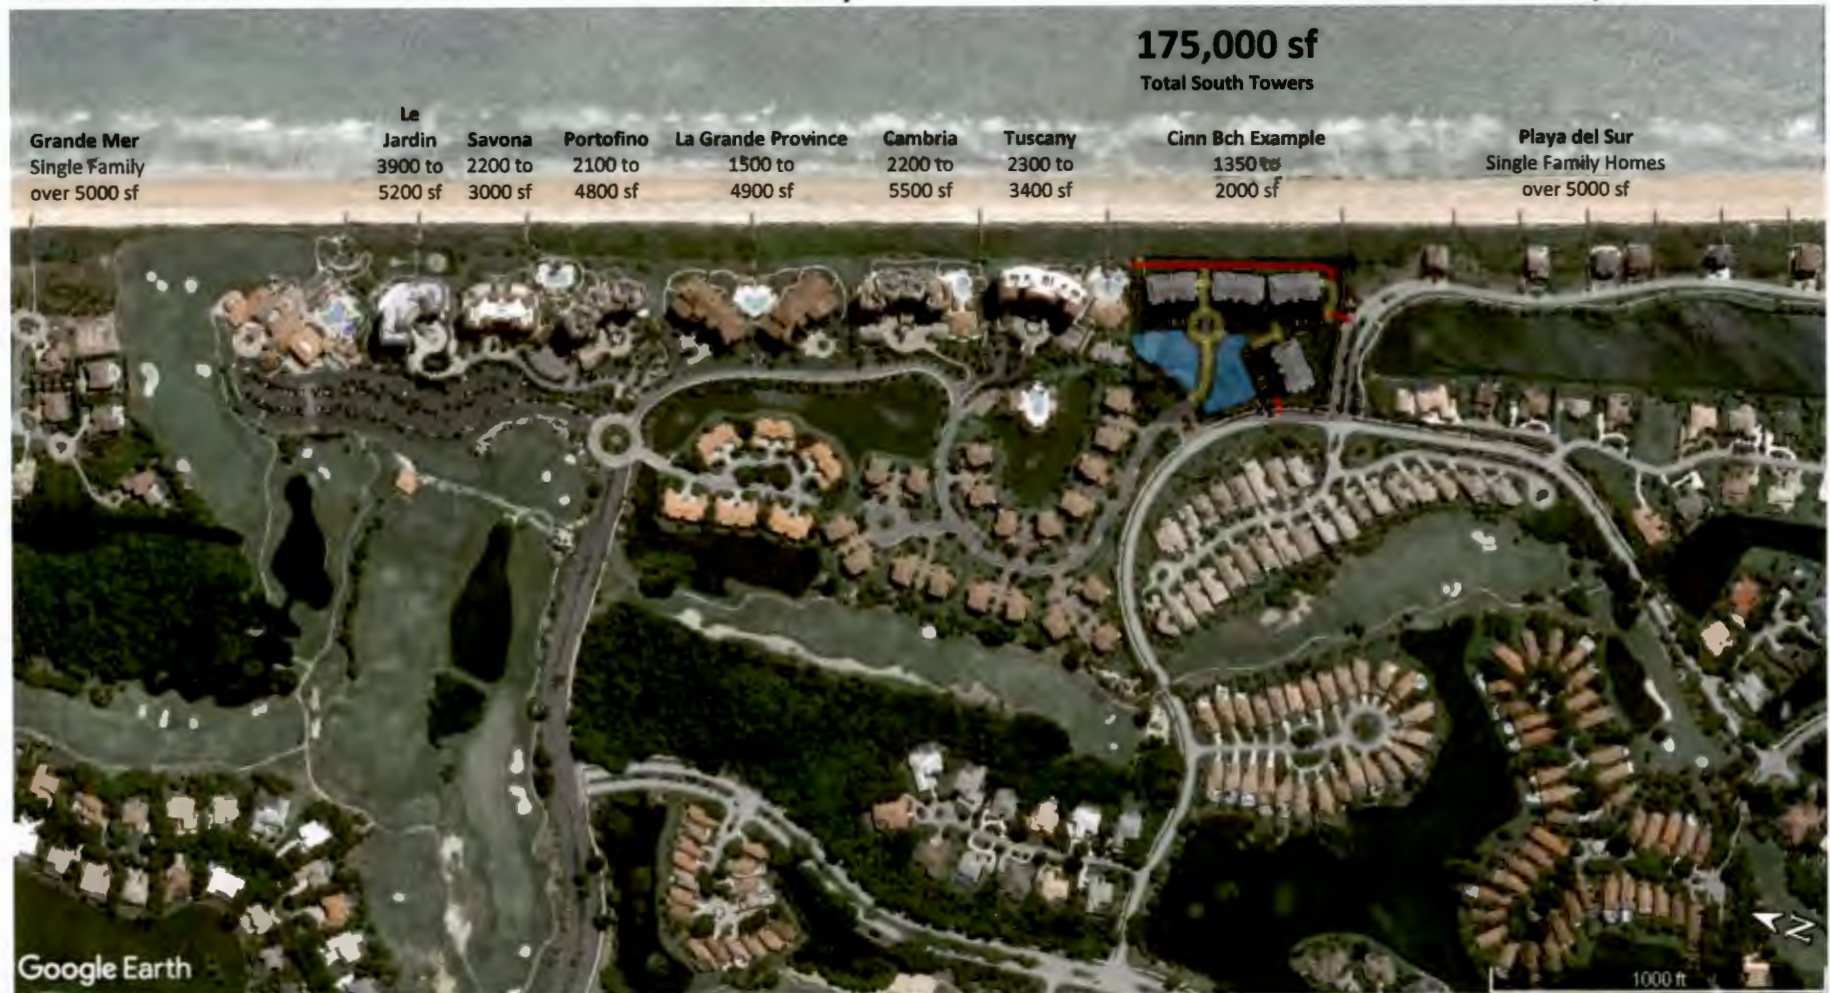 175,000 sf
Total South Towers
Grande Mer
Single Family
over 5000 sf
Le
Jardin
3900 to
5200 sf
Savona
2200 to
3000 sf
Portofino
2100 to
4800 sf
La Grande Province
1500 to
4900 sf
Cambria
2200 to
5500 sf
Tuscany
2300 to
3400 sf
Cinn Bch Example
1350 to
2000 sf
Playa del Sur
Single Family Homes
over 5000 sf
Google Earth
N
1000 ft